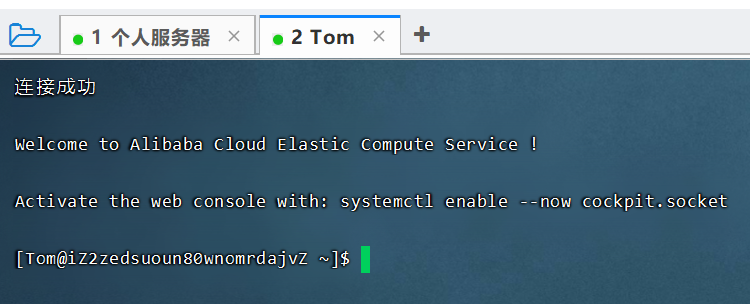 1 个人服务器
2 Tom
连接成功
Welcome to Alibaba Cloud Elastic Compute Service !
Activate the web console with: systemctl enable --now cockpit.socket
[Tom@iZ2zedsuoun80wnomrdajvZ ~]$